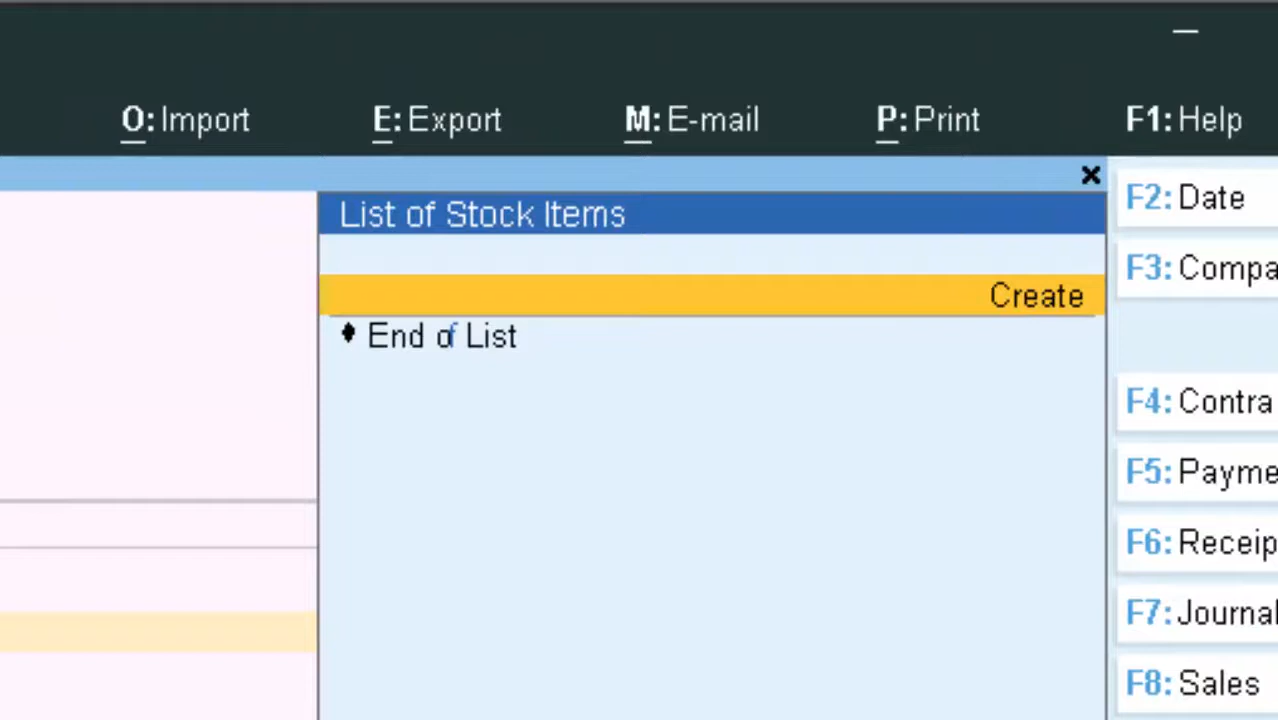 O: Import E: Export M: E-mail P: Print F1: Help
List of Stock Items
Create
♦ End of List
F2: Date
F3: Compa
F4: Contra
F5: Payme
F6: Receip
F7: Journal
F8: Sales